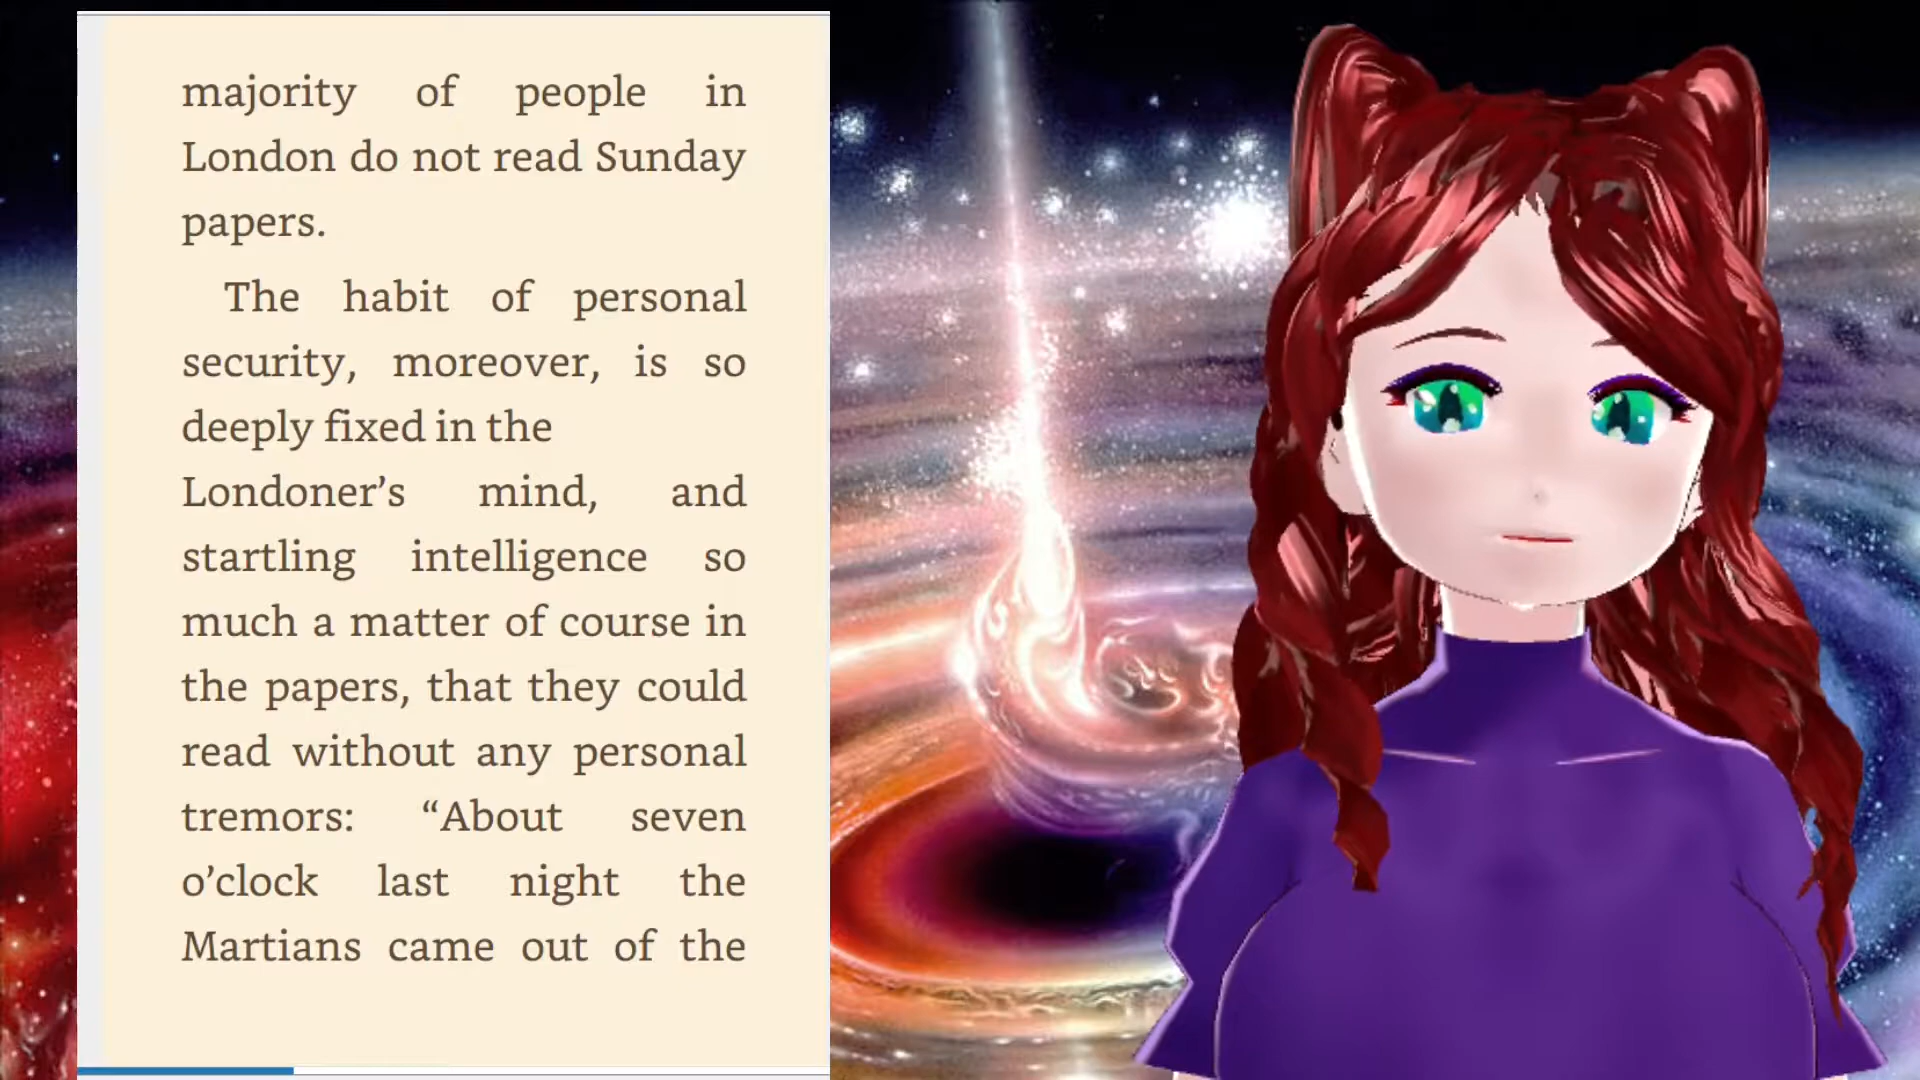 majority of people in
London do not read Sunday
papers.
The habit of personal
security, moreover, is so
deeply fixed in the
Londoner’s mind, and
startling intelligence so
much a matter of course in
the papers, that they could
read without any personal
tremors: “About seven
o’clock last night the
Martians came out of the